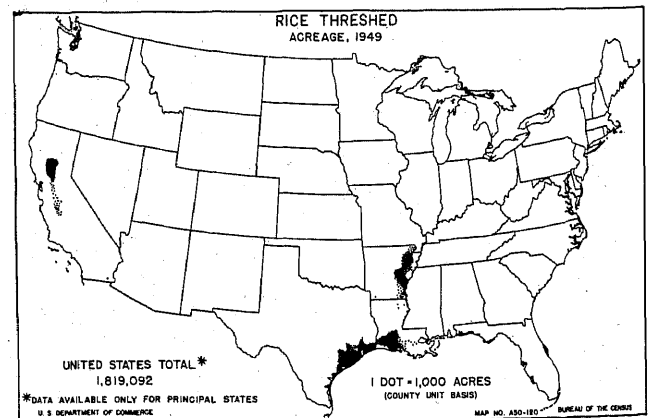 RICE THRESHED
ACREAGE, 1949
UNITED STATES TOTAL*
1,819,092
*DATA AVAILABLE ONLY FOR PRINCIPAL STATES
U. S. DEPARTMENT OF COMMERCE
1 DOT = 1,000 ACRES
(COUNTY UNIT BASIS)
MAP NO. A50-120
BUREAU OF THE CENSUS